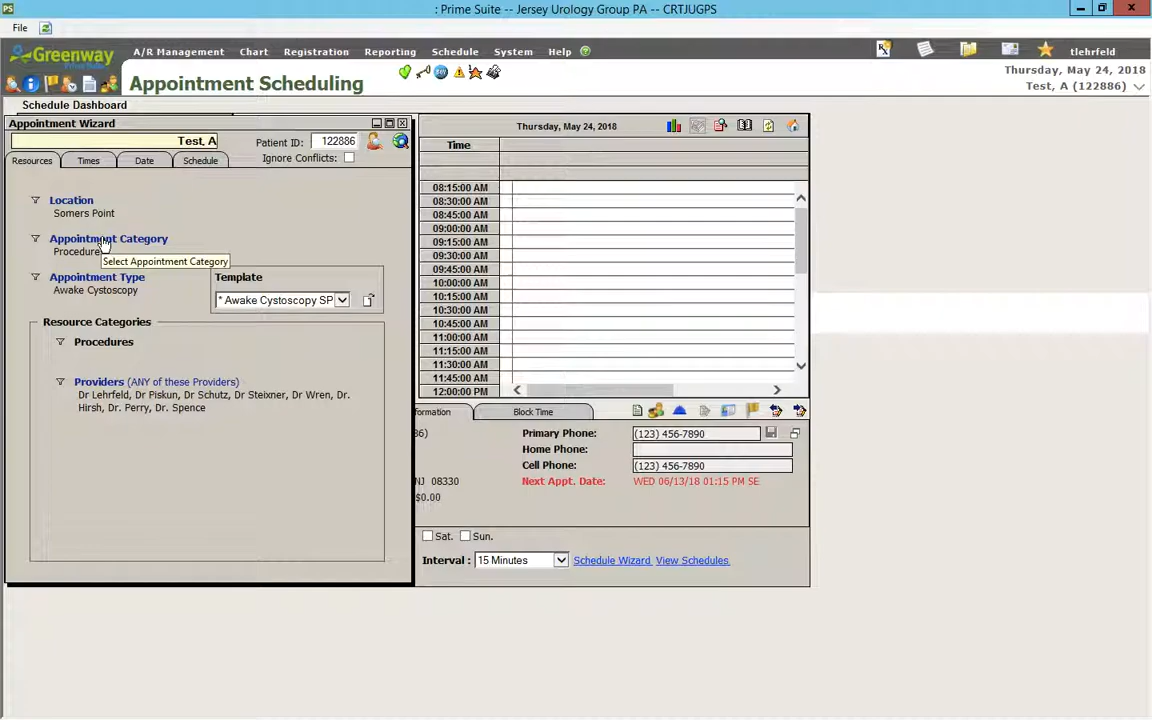 PS
: Prime Suite -- Jersey Urology Group PA -- CRTJUGPS
File
Greenway
A/R Management Chart Registration Reporting Schedule System Help
tlehrfeld
Appointment Scheduling
Thursday, May 24, 2018
Test, A (122886)
Schedule Dashboard
Appointment Wizard
Test, A
Patient ID: 122886
Ignore Conflicts:
Resources Times Date Schedule
Location
Somers Point
Appointment Category
Procedure
Select Appointment Category
Appointment Type
Awake Cystoscopy
Template
* Awake Cystoscopy SP
Resource Categories
Procedures
Providers (ANY of these Providers)
Dr Lehrfeld, Dr Piskun, Dr Schutz, Dr Steixner, Dr Wren, Dr.
Hirsh, Dr. Perry, Dr. Spence
Thursday, May 24, 2018
Time
08:15:00 AM
08:30:00 AM
08:45:00 AM
09:00:00 AM
09:15:00 AM
09:30:00 AM
09:45:00 AM
10:00:00 AM
10:15:00 AM
10:30:00 AM
10:45:00 AM
11:00:00 AM
11:15:00 AM
11:30:00 AM
11:45:00 AM
12:00:00 PM
formation Block Time
86)
Primary Phone: (123) 456-7890
Home Phone:
Cell Phone: (123) 456-7890
NJ 08330
Next Appt. Date: WED 06/13/18 01:15 PM SE
$0.00
Sat. Sun.
Interval : 15 Minutes Schedule Wizard View Schedules